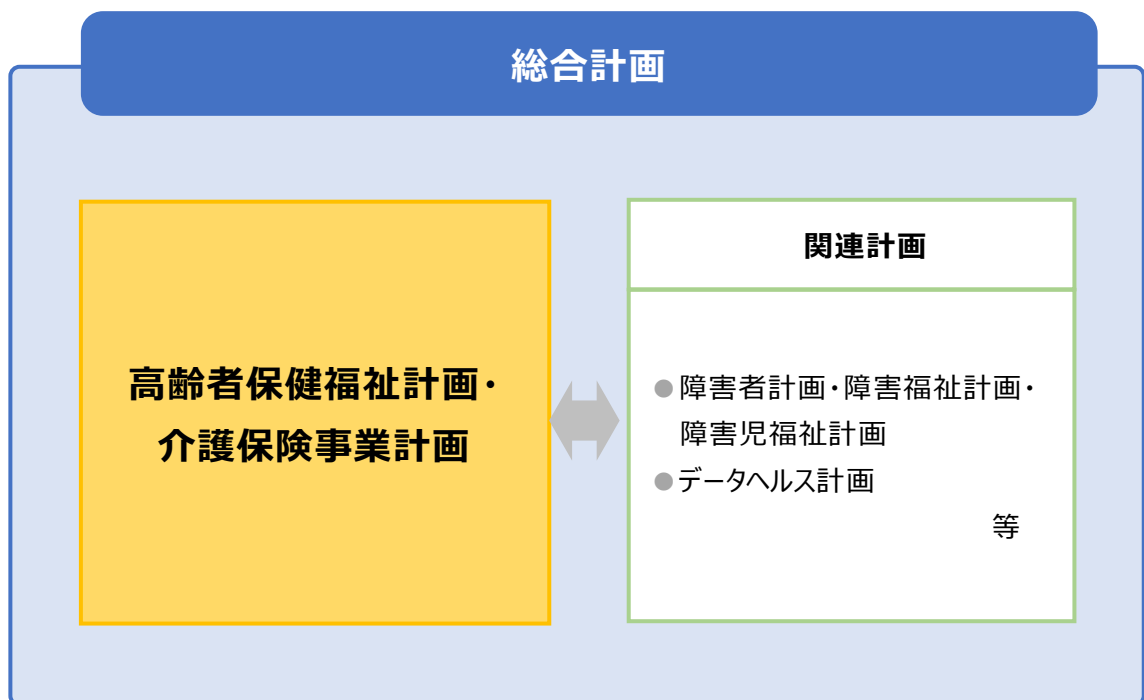 総合計画
高齢者保健福祉計画・
介護保険事業計画
関連計画
●障害者計画・障害福祉計画・
障害児福祉計画
●データヘルス計画
等